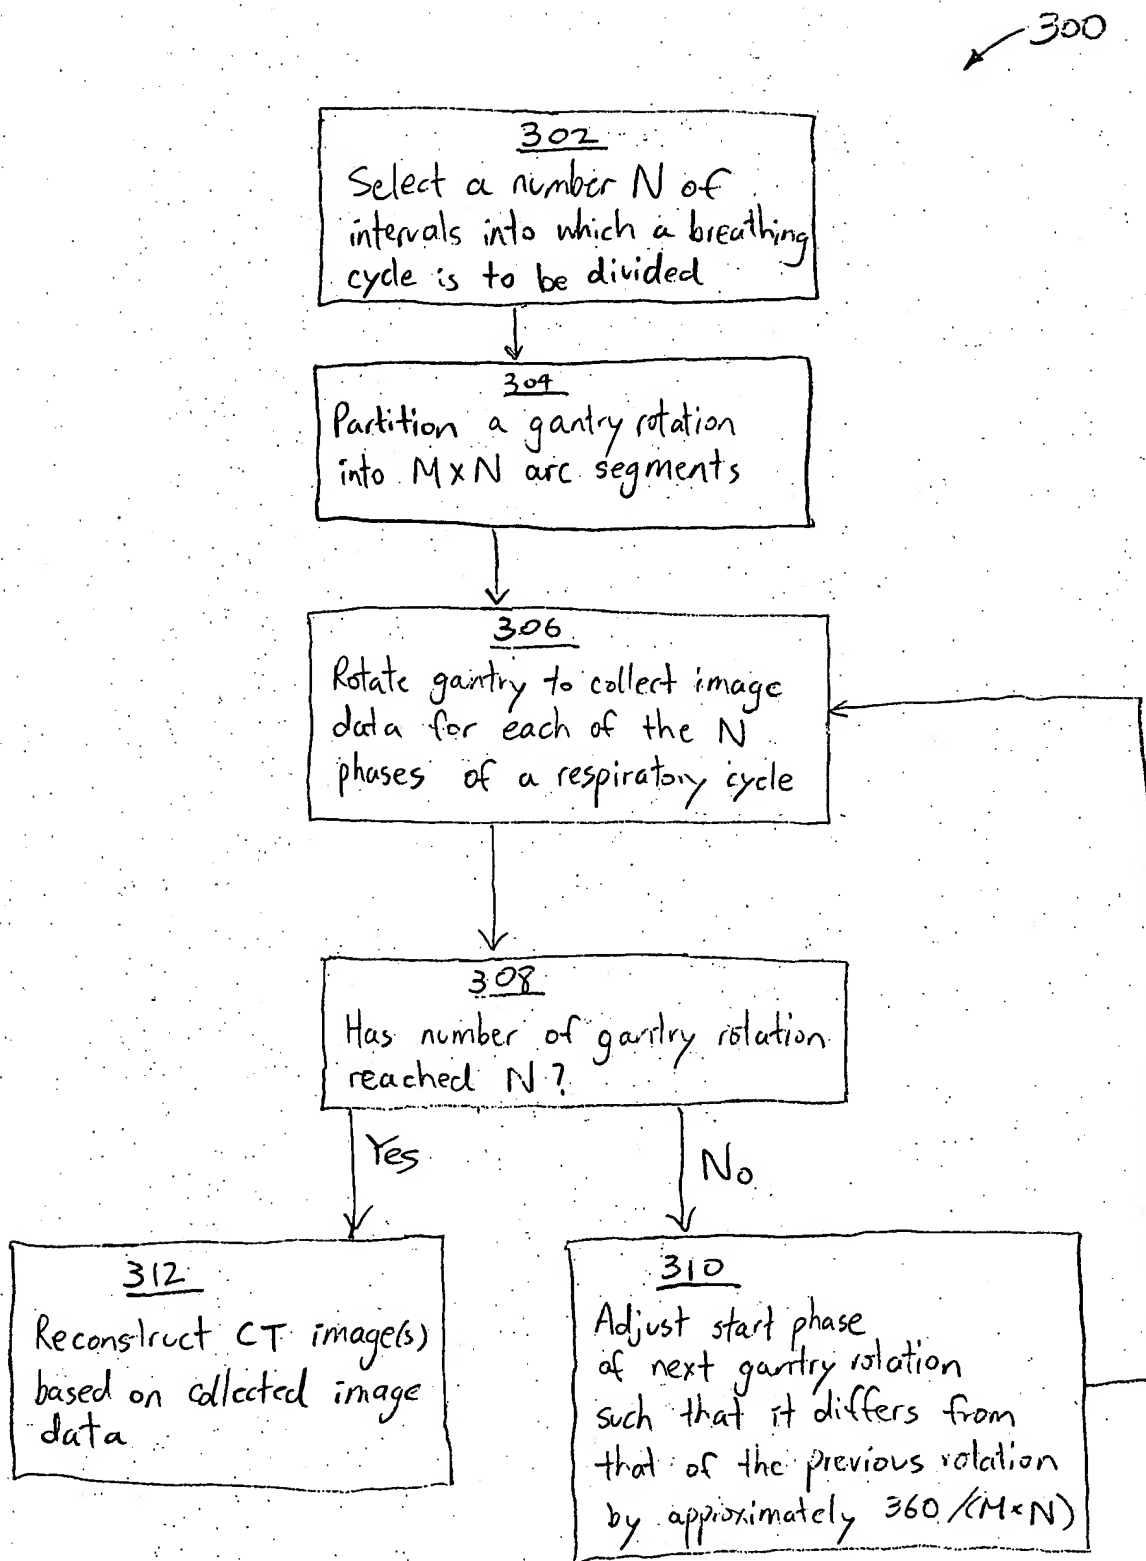 300
302
Select a number N of
intervals into which a breathing
cycle is to be divided
304
Partition a gantry rotation
into M×N arc segments
306
Rotate gantry to collect image
data for each of the N
phases of a respiratory cycle
308
Has number of gantry rotation
reached N?
Yes
No
312
Reconstruct CT image(s)
based on collected image
data
310
Adjust start phase
of next gantry rotation
such that it differs from
that of the previous rotation
by approximately 360/(M×N)